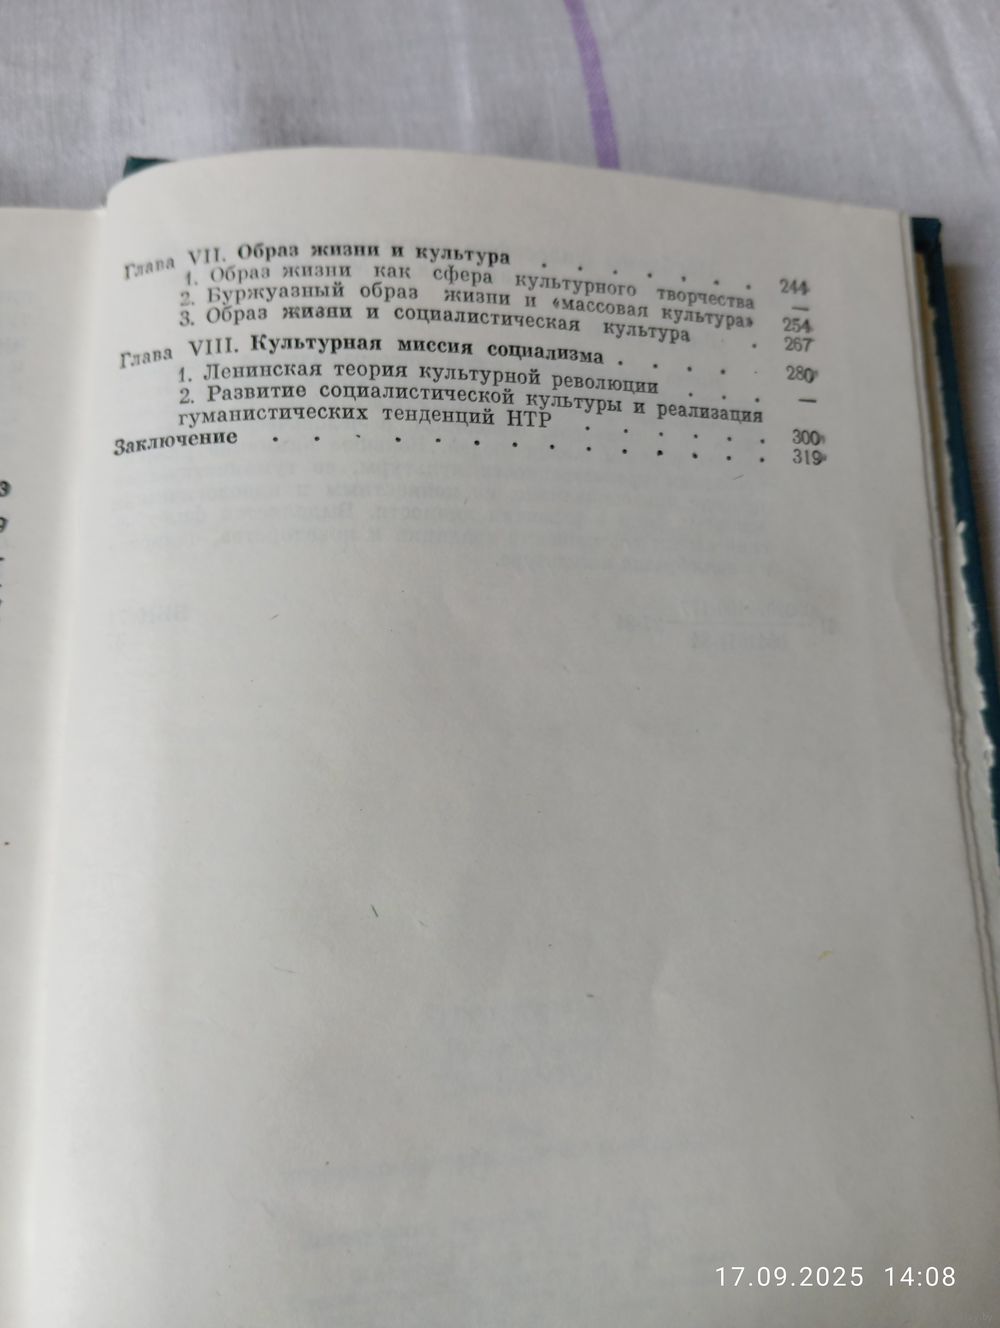 Глава VII. Образ жизни и культура . . . . . . 244
1. Образ жизни как сфера культурного творчества —
2. Буржуазный образ жизни и «массовая культура» 254
3. Образ жизни и социалистическая культура . 267
Глава VIII. Культурная миссия социализма . . . . . 280
1. Ленинская теория культурной революции . . . —
2. Развитие социалистической культуры и реализация
гуманистических тенденций НТР . . . . . . 300
Заключение . . . . . . . . . . . . . 319
17.09.2025 14:08